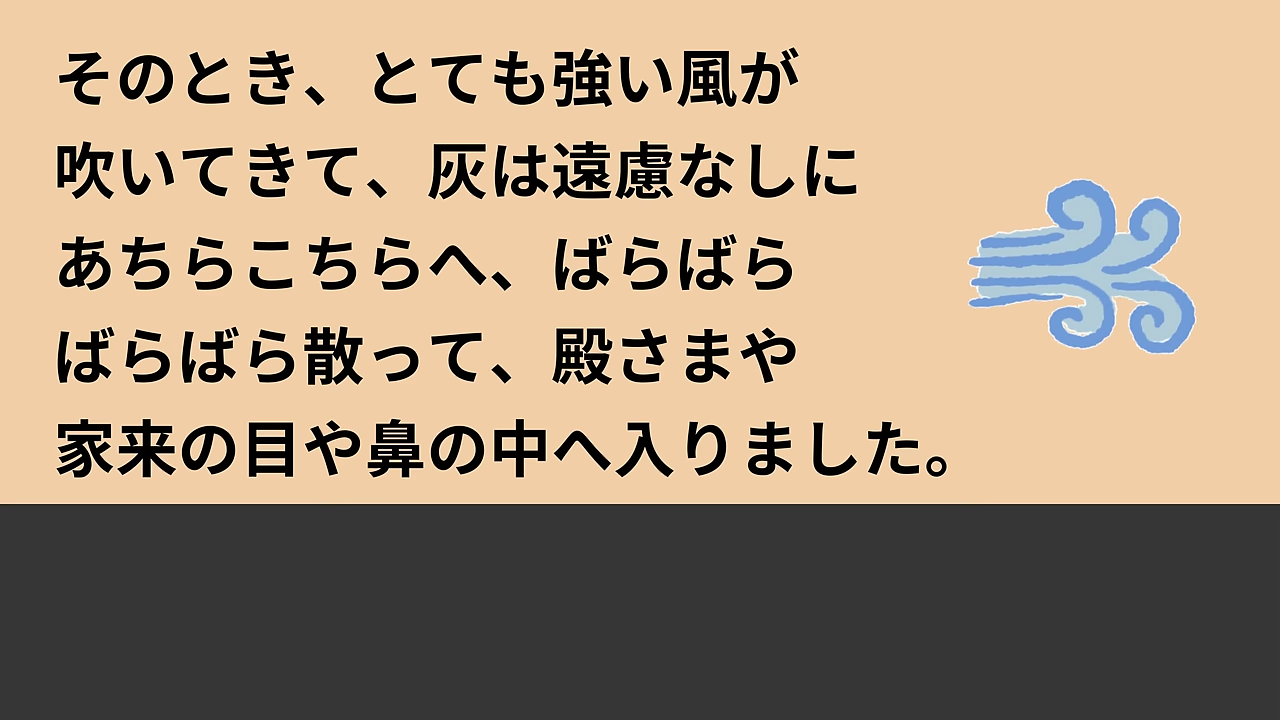 そのとき、とても強い風が
吹いてきて、灰は遠慮なしに
あちらこちらへ、ばらばら
ばらばら散って、殿さまや
家来の目や鼻の中へ入りました。